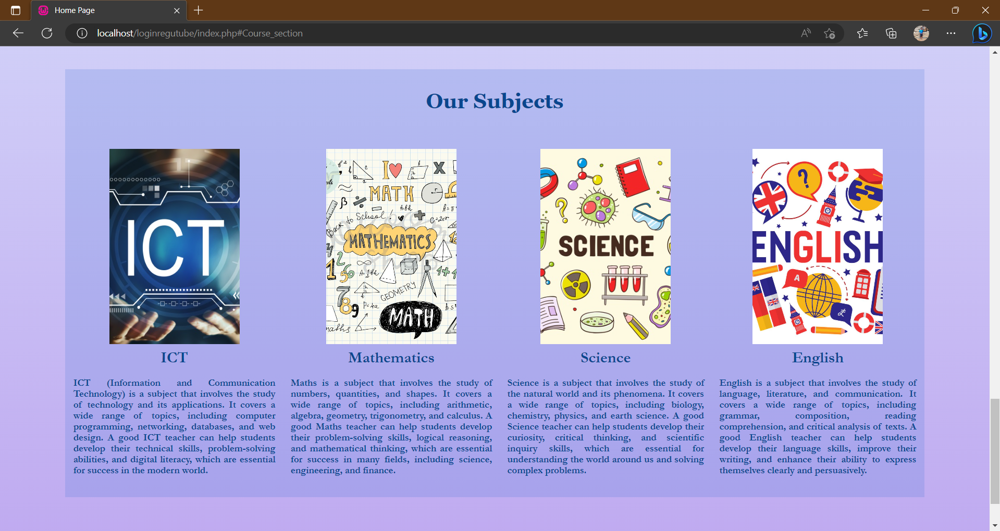 Home Page
localhost/loginregutube/index.php#Course_section
Our Subjects
ICT
I
MATH
Back to School!
MATHEMATICS
GEOMETRY
MATH
maths
SCIENCE
?
ENGLISH
A
ICT
Mathematics
Science
English
ICT (Information and Communication
Technology) is a subject that involves the study
of technology and its applications. It covers a
wide range of topics, including computer
programming, networking, databases, and web
design. A good ICT teacher can help students
develop their technical skills, problem-solving
abilities, and digital literacy, which are essential
for success in the modern world.
Maths is a subject that involves the study of
numbers, quantities, and shapes. It covers a
wide range of topics, including arithmetic,
algebra, geometry, trigonometry, and calculus. A
good Maths teacher can help students develop
their problem-solving skills, logical reasoning,
and mathematical thinking, which are essential
for success in many fields, including science,
engineering, and finance.
Science is a subject that involves the study of
the natural world and its phenomena. It covers
a wide range of topics, including biology,
chemistry, physics, and earth science. A good
Science teacher can help students develop their
curiosity, critical thinking, and scientific
inquiry skills, which are essential for
understanding the world around us and solving
complex problems.
English is a subject that involves the study of
language, literature, and communication. It
covers a wide range of topics, including
grammar, composition, reading
comprehension, and critical analysis of texts. A
good English teacher can help students
develop their language skills, improve their
writing, and enhance their ability to express
themselves clearly and persuasively.